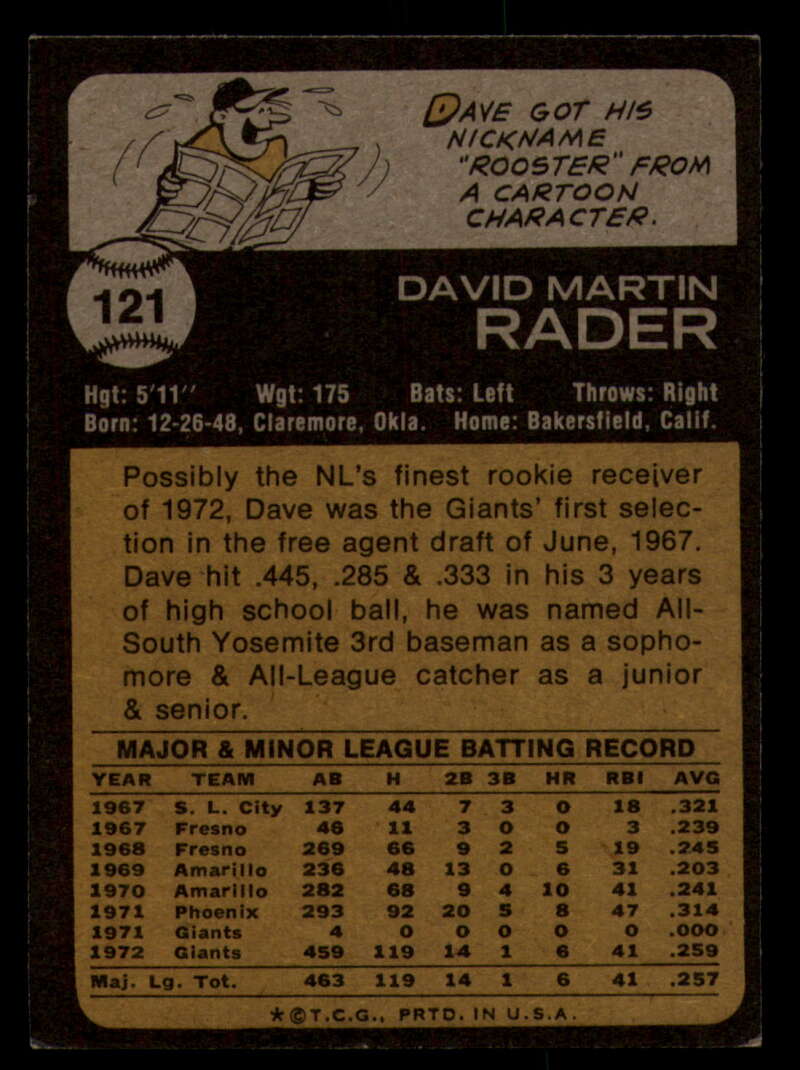 DAVE GOT HIS
NICKNAME
"ROOSTER" FROM
A CARTOON
CHARACTER.
121
DAVID MARTIN
RADER
Hgt: 5'11" Wgt: 175 Bats: Left Throws: Right
Born: 12-26-48, Claremore, Okla. Home: Bakersfield, Calif.
Possibly the NL's finest rookie receiver
of 1972, Dave was the Giants' first selec-
tion in the free agent draft of June, 1967.
Dave hit .445, .285 & .333 in his 3 years
of high school ball, he was named All-
South Yosemite 3rd baseman as a sopho-
more & All-League catcher as a junior
& senior.
MAJOR & MINOR LEAGUE BATTING RECORD
YEAR TEAM AB H 2B 3B HR RBI AVG
1967 S. L. City 137 44 7 3 0 18 .321
1967 Fresno 46 11 3 0 0 3 .239
1968 Fresno 269 66 9 2 5 19 .245
1969 Amarillo 236 48 13 0 6 31 .203
1970 Amarillo 282 68 9 4 10 41 .241
1971 Phoenix 293 92 20 5 8 47 .314
1971 Giants 4 0 0 0 0 0 .000
1972 Giants 459 119 14 1 6 41 .259
Maj. Lg. Tot. 463 119 14 1 6 41 .257
*©T.C.G., PRTD. IN U.S.A.